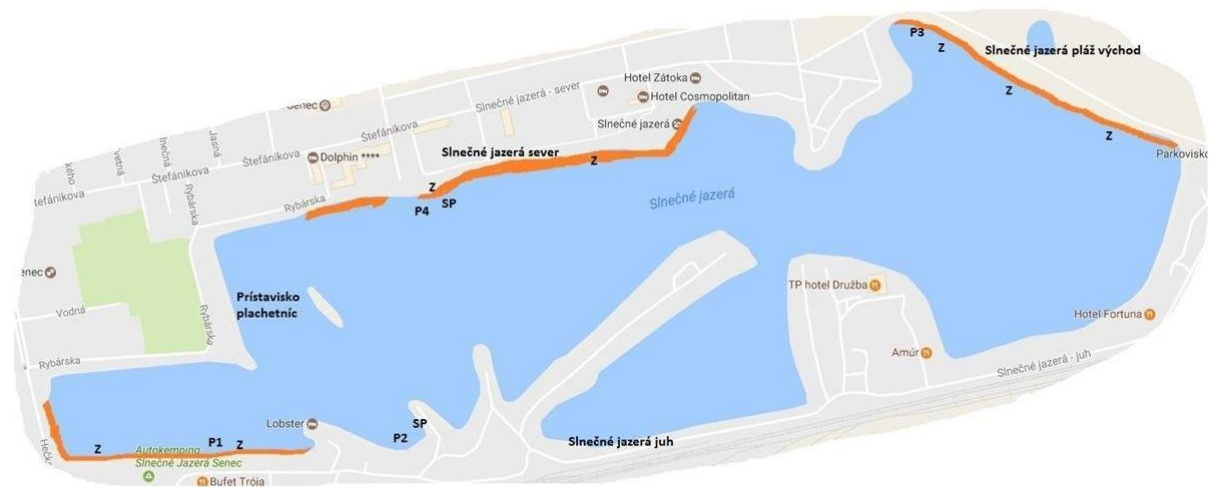 P3
Z
Slnečné jazerá pláž východ
Z
Z
Parkovisko
Hotel Zátoka
Hotel Cosmopolitan
Slnečné jazerá - sever
Slnečné jazerá
Štefánikova
Slnečné jazerá sever
Z
Dolphin ****
Štefánikova
Štefánikova
Jasná
Rybárska
Rybárska
Z
SP
P4
Slnečné jazerá
Prístavisko
plachetníc
Vodná
Rybárska
Rybárska
TP hotel Družba
Hotel Fortuna
Amúr
Slnečné jazerá - juh
Lobster
SP
P2
Slnečné jazerá juh
Z
P1
Z
Autokemping
Slnečné Jazerá Senec
Bufet Trója